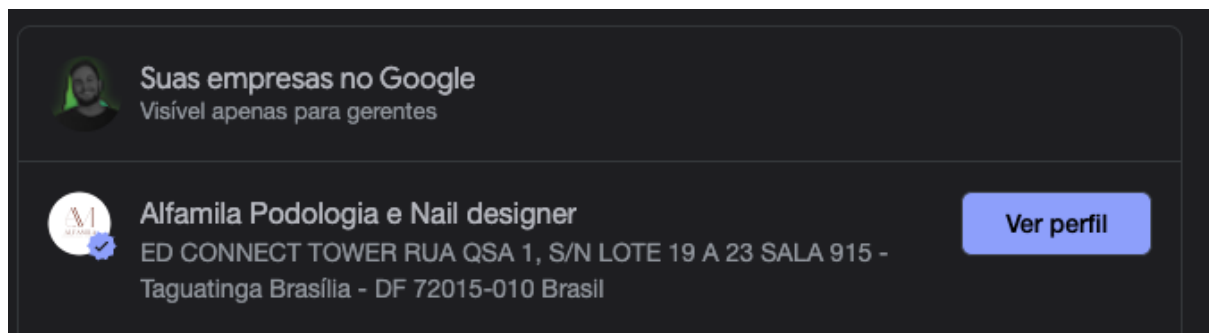 Suas empresas no Google
Visível apenas para gerentes
Alfamila Podologia e Nail designer
ED CONNECT TOWER RUA QSA 1, S/N LOTE 19 A 23 SALA 915 -
Taguatinga Brasília - DF 72015-010 Brasil
Ver perfil